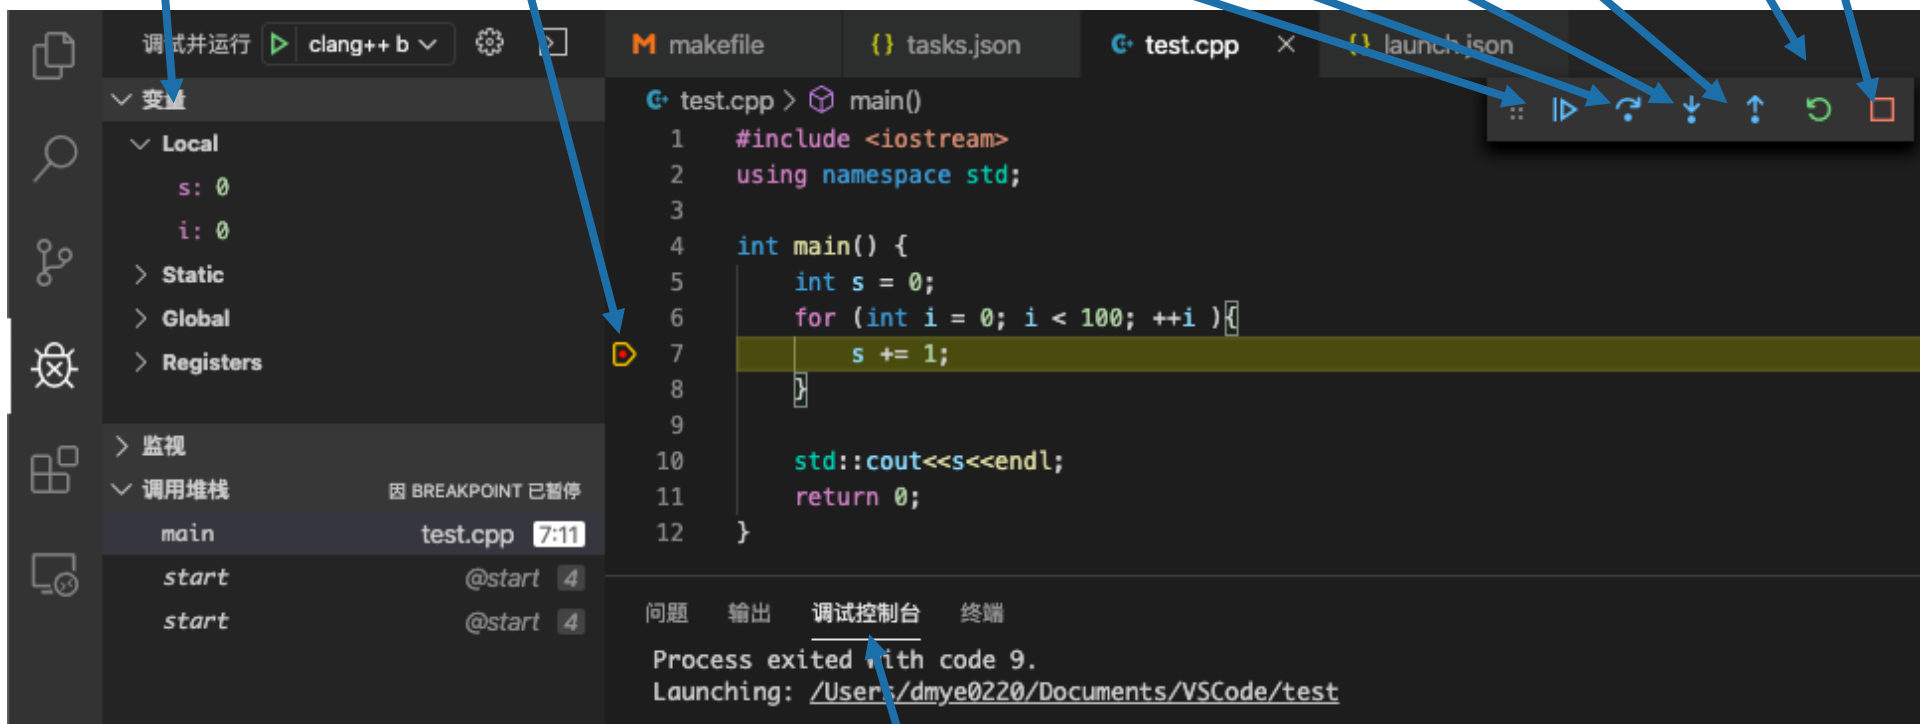 调试并运行 clang++ b
makefile
tasks.json
test.cpp
launch.json
变量
Local
s: 0
i: 0
Static
Global
Registers
监视
调用堆栈 因 BREAKPOINT 已暂停
main test.cpp 7:11
start @start 4
start @start 4
test.cpp > main()
1 #include <iostream>
2 using namespace std;
3
4 int main() {
5 int s = 0;
6 for (int i = 0; i < 100; ++i ){
7 s += 1;
8 }
9
10 std::cout<<s<<endl;
11 return 0;
12 }
问题 输出 调试控制台 终端
Process exited with code 9.
Launching: /Users/dmye0220/Documents/VSCode/test